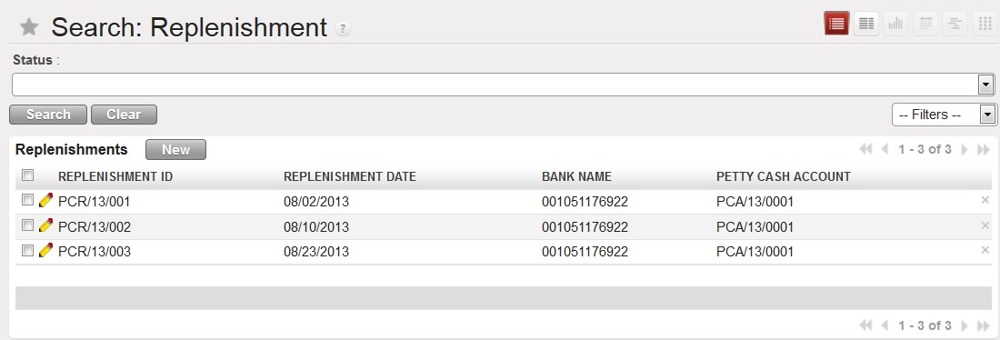 Search: Replenishment ?
Status :
Search Clear -- Filters --
Replenishments New 1 - 3 of 3
REPLENISHMENT ID REPLENISHMENT DATE BANK NAME PETTY CASH ACCOUNT
PCR/13/001 08/02/2013 001051176922 PCA/13/0001
PCR/13/002 08/10/2013 001051176922 PCA/13/0001
PCR/13/003 08/23/2013 001051176922 PCA/13/0001
1 - 3 of 3